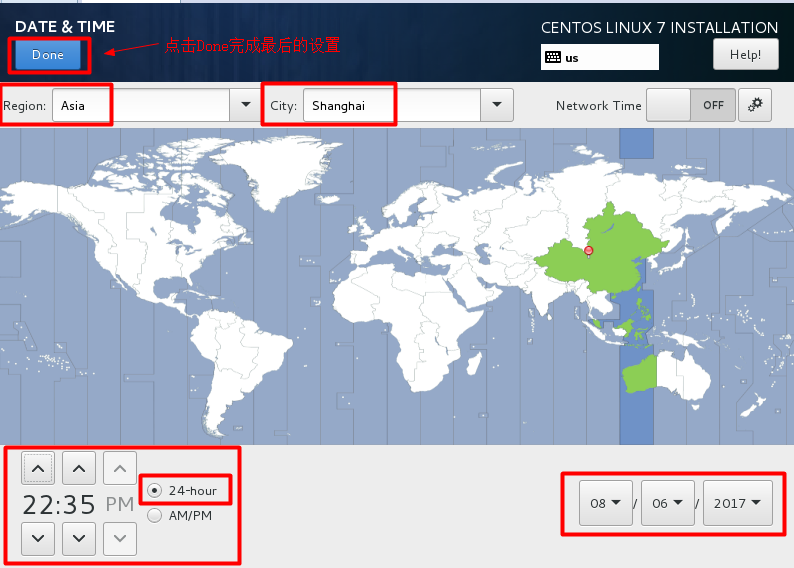 DATE & TIME
CENTOS LINUX 7 INSTALLATION
Done
点击Done完成最后的设置
us
Help!
Region: Asia
City: Shanghai
Network Time OFF
22:35 PM
24-hour
AM/PM
08 / 06 / 2017